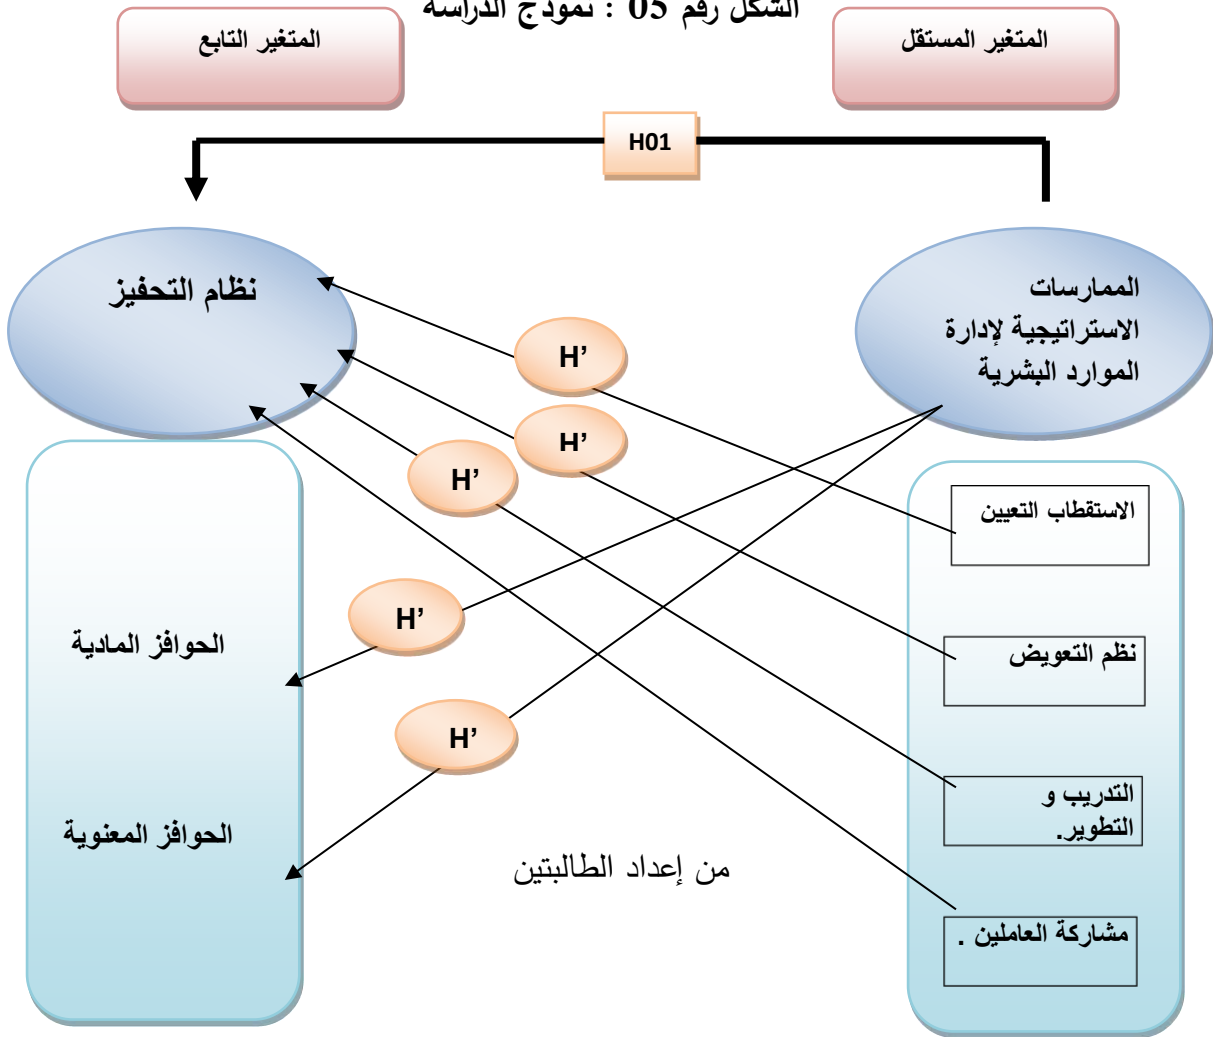 الشكل رقم 05 : نموذج الدراسة
المتغير المستقل
المتغير التابع
H01
الممارسات
الاستراتيجية لإدارة
الموارد البشرية
نظام التحفيز
H’
H’
H’
الاستقطاب التعيين
H’
نظم التعويض
الحوافز المادية
H’
التدريب و
التطوير.
الحوافز المعنوية
من إعداد الطالبتين
مشاركة العاملين .